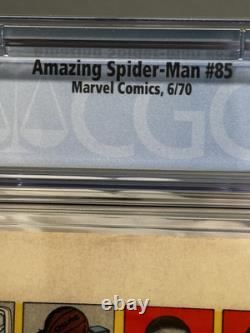 Amazing Spider-Man #85
Marvel Comics, 6/70
CGC